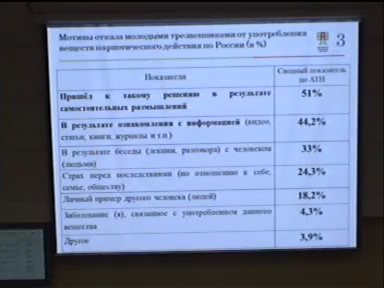 Мотивы отказа молодыми трезвенниками от употребления
веществ наркотического действия по России (в %)
3
Показатели
Сводный показатель
по АТН
Пришёл к такому решению в результате
самостоятельных размышлений
51%
В результате ознакомления с информацией (видео,
статьи, книги, журналы и т.п.)
44,2%
В результате беседы (лекции, разговора) с человеком
(людьми)
33%
Страх перед последствиями (по отношению к себе,
семье, обществу)
24,3%
Личный пример другого человека (людей)
18,2%
Заболевание (я), связанное с употреблением данного
вещества
4,3%
Другое
3,9%